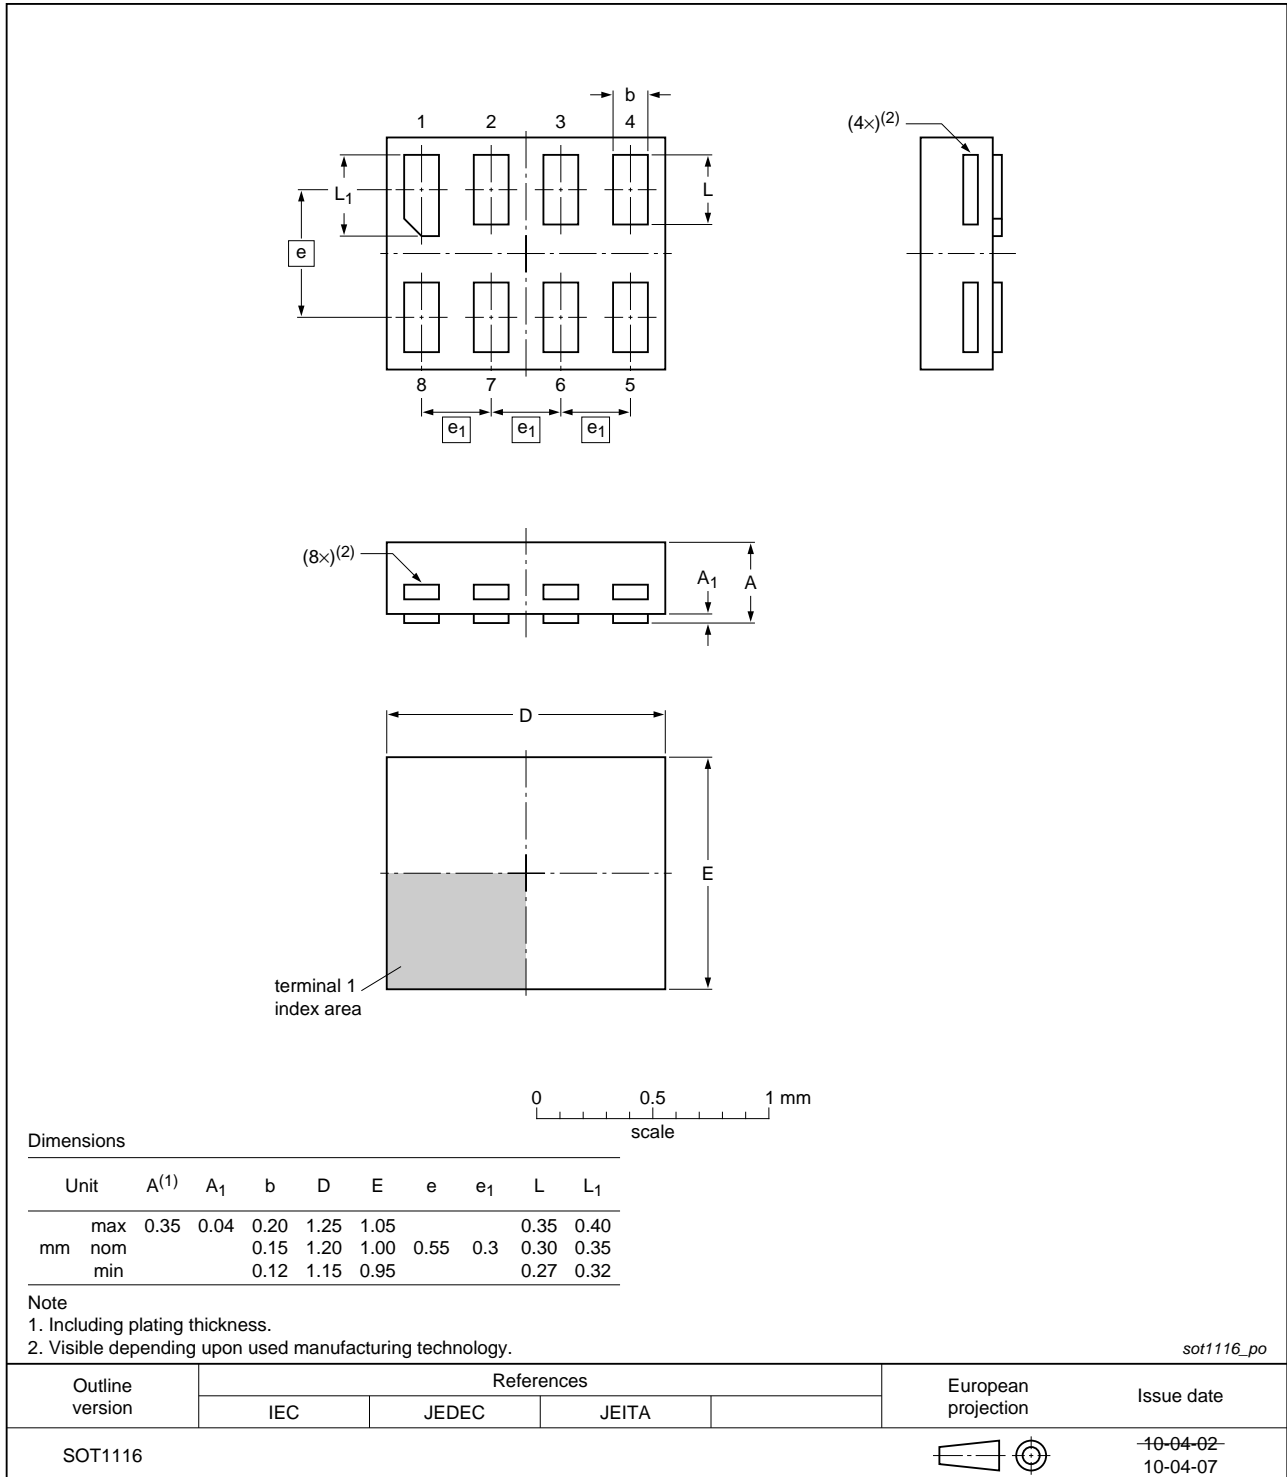 b
1 2 3 4
(4×)(2)
L1
L
e
8 7 6 5
e1 e1 e1
(8×)(2)
A1 A
D
E
terminal 1
index area
0 0.5 1 mm
scale
Dimensions
Unit A(1) A1 b D E e e1 L L1
max 0.35 0.04 0.20 1.25 1.05 0.35 0.40
mm nom 0.15 1.20 1.00 0.55 0.3 0.30 0.35
min 0.12 1.15 0.95 0.27 0.32
Note
1. Including plating thickness.
2. Visible depending upon used manufacturing technology.
sot1116_po
Outline
version
References
IEC JEDEC JEITA
European
projection
Issue date
SOT1116
10-04-02
10-04-07